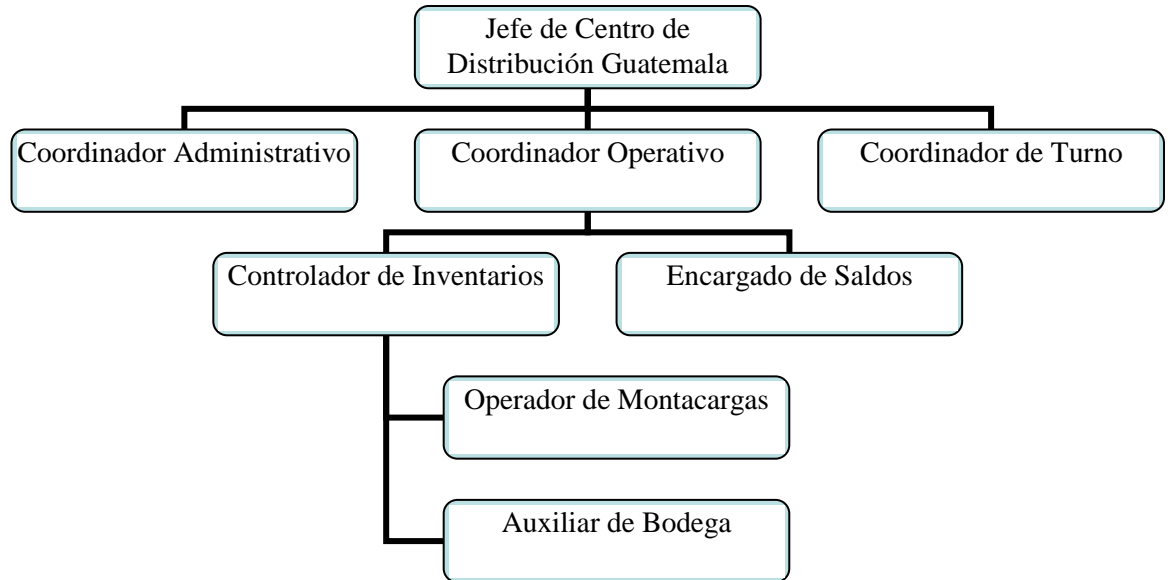 Jefe de Centro de
Distribución Guatemala
Coordinador Administrativo
Coordinador Operativo
Coordinador de Turno
Controlador de Inventarios
Encargado de Saldos
Operador de Montacargas
Auxiliar de Bodega